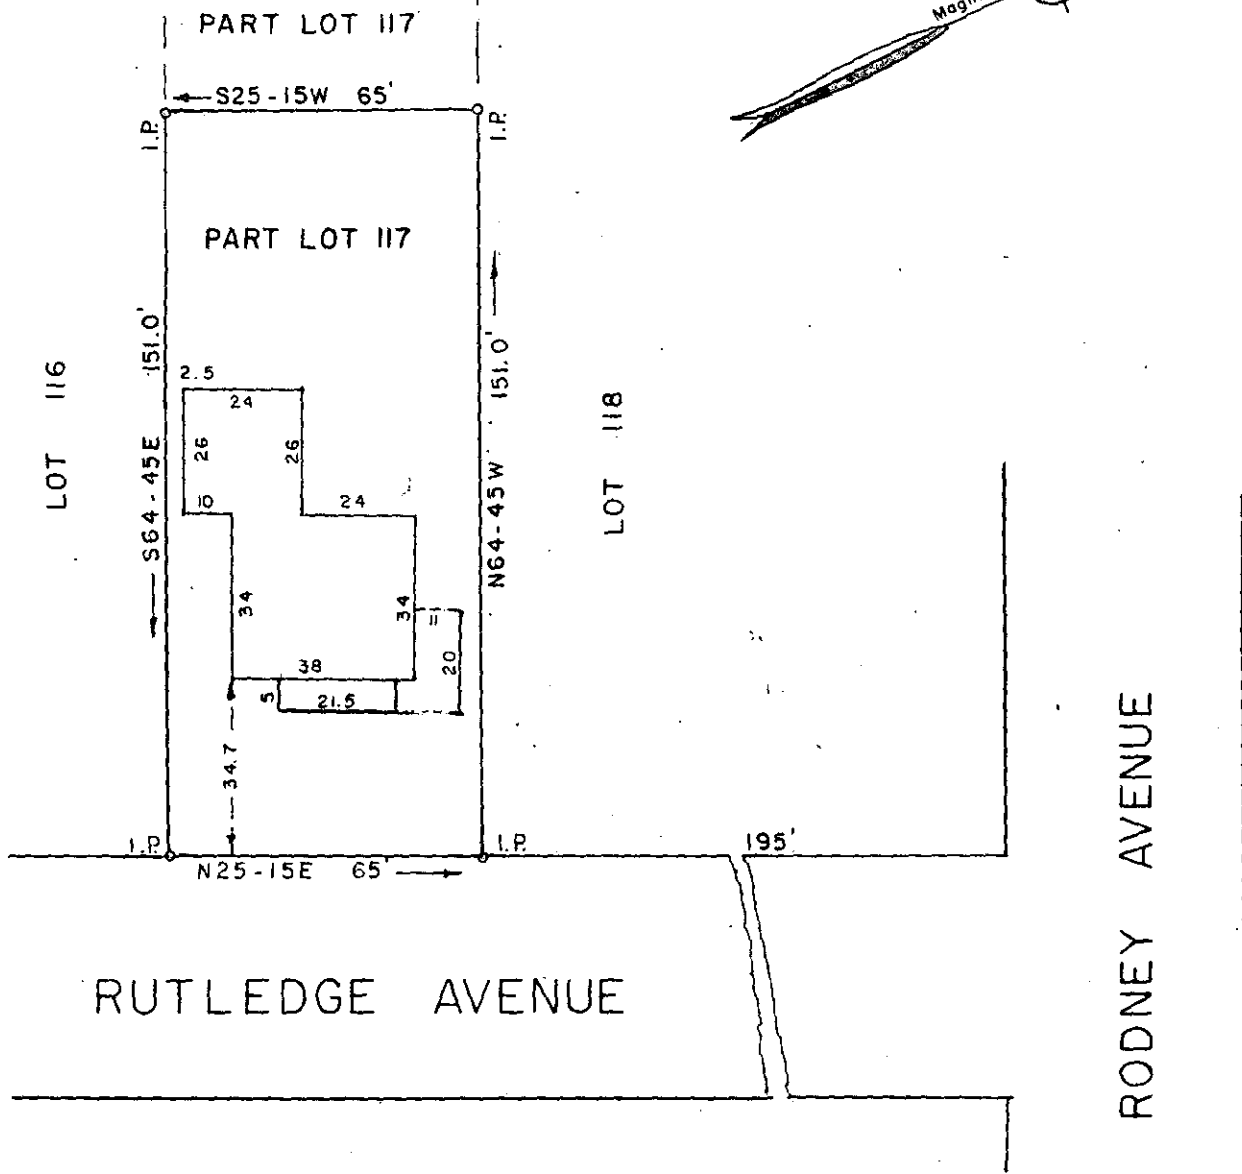 PART LOT 117
Magn
S25-15W 65'
I.P.
I.P.
PART LOT 117
LOT 116
S64-45E 151.0'
N64-45W 151.0'
LOT 118
2.5
24
26
26
10
24
34
34
11
20
38
5
21.5
34.7
I.P.
I.P.
195'
N25-15E 65'
RUTLEDGE AVENUE
RODNEY AVENUE